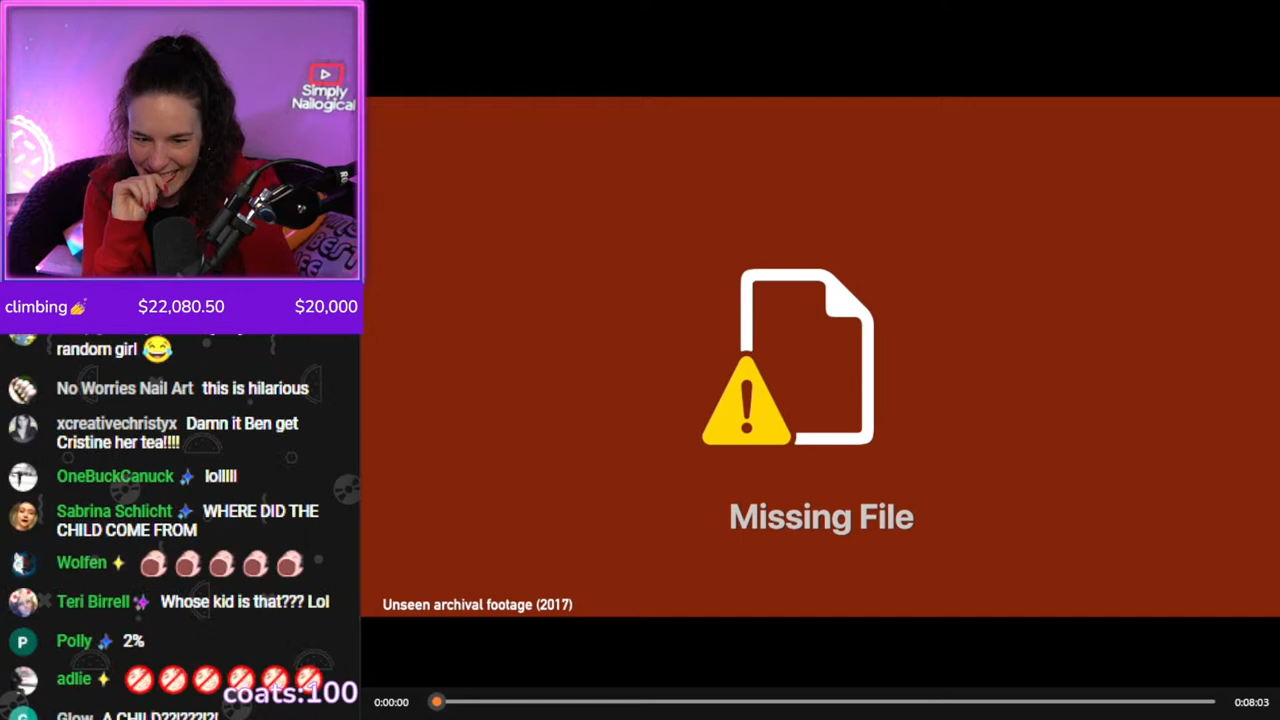 Simply
Nailogical
climbing💅 $22,080.50 $20,000
random girl 😂
No Worries Nail Art this is hilarious
xcreativechristyx Damn it Ben get
Cristine her tea!!!!
OneBuckCanuck lolllll
Sabrina Schlicht WHERE DID THE
CHILD COME FROM
Wolfen
Teri Birrell Whose kid is that??? Lol
P Polly 2%
adlie
coats:100
Missing File
Unseen archival footage (2017)
0:00:00
0:08:03